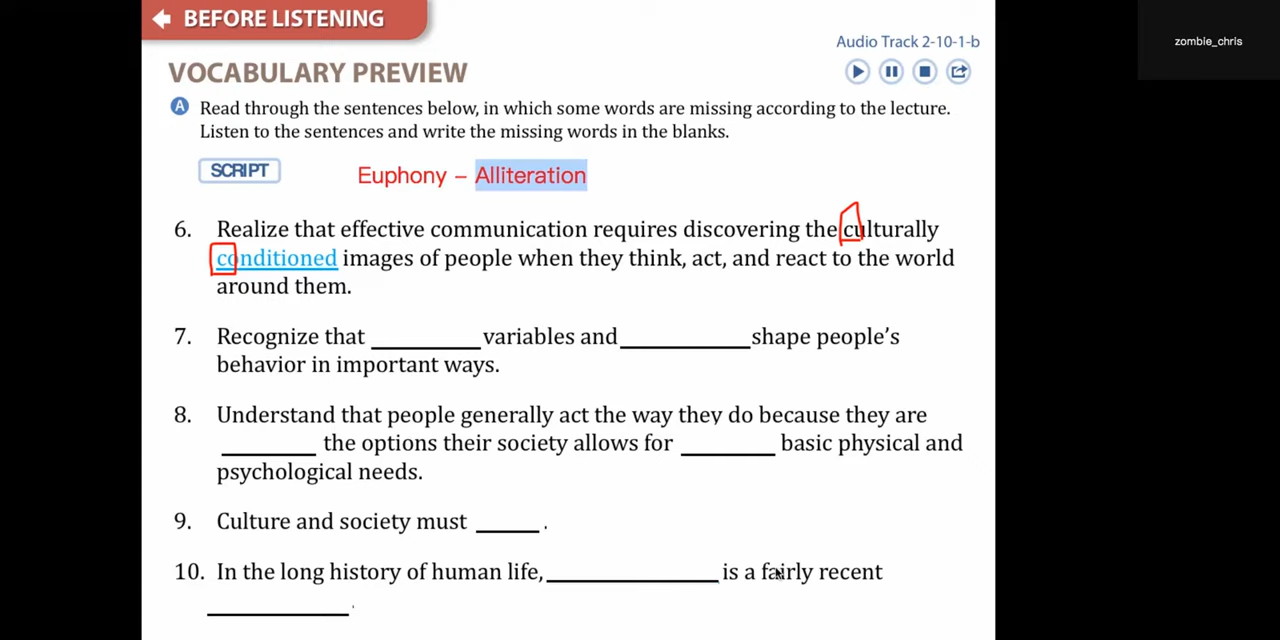 BEFORE LISTENING
zombie_chris
Audio Track 2-10-1-b
VOCABULARY PREVIEW
A Read through the sentences below, in which some words are missing according to the lecture.
Listen to the sentences and write the missing words in the blanks.
SCRIPT
Euphony – Alliteration
6. Realize that effective communication requires discovering the culturally
conditioned images of people when they think, act, and react to the world
around them.
7. Recognize that __________ variables and ____________ shape people's
behavior in important ways.
8. Understand that people generally act the way they do because they are
_________ the options their society allows for _________ basic physical and
psychological needs.
9. Culture and society must ______ .
10. In the long history of human life, ________________ is a fairly recent
_____________ .